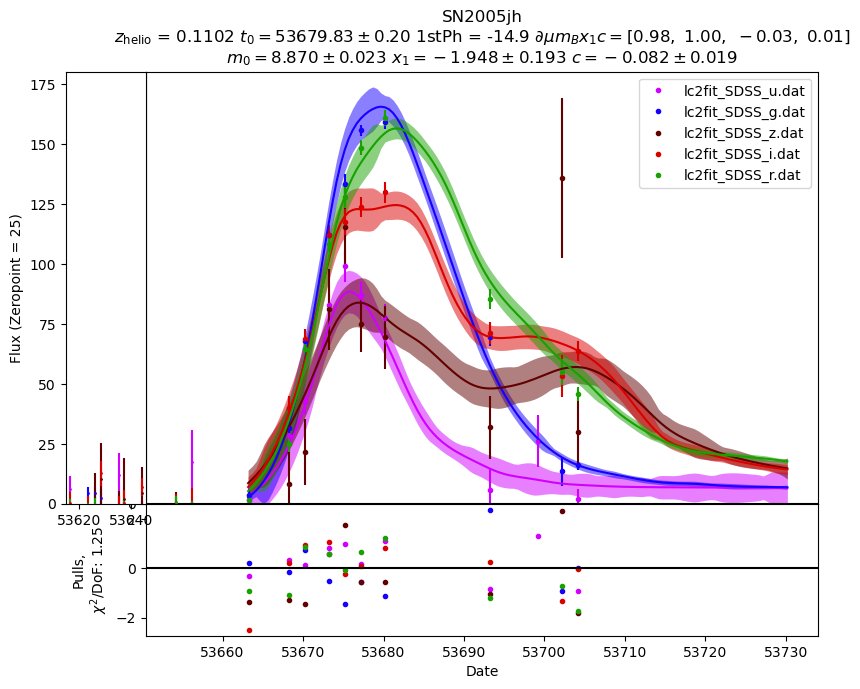 SN2005jh
z_helio = 0.1102 t_0 = 53679.83 ± 0.20 1stPh = -14.9 ∂μm_Bx_1c = [0.98, 1.00, −0.03, 0.01]
m_0 = 8.870 ± 0.023 x_1 = −1.948 ± 0.193 c = −0.082 ± 0.019
Flux (Zeropoint = 25)
175
150
125
100
75
50
25
0
lc2fit_SDSS_u.dat
lc2fit_SDSS_g.dat
lc2fit_SDSS_z.dat
lc2fit_SDSS_i.dat
lc2fit_SDSS_r.dat
53620 53640
Pulls,
χ²/DoF: 1.25
0
−2
53660 53670 53680 53690 53700 53710 53720 53730
Date